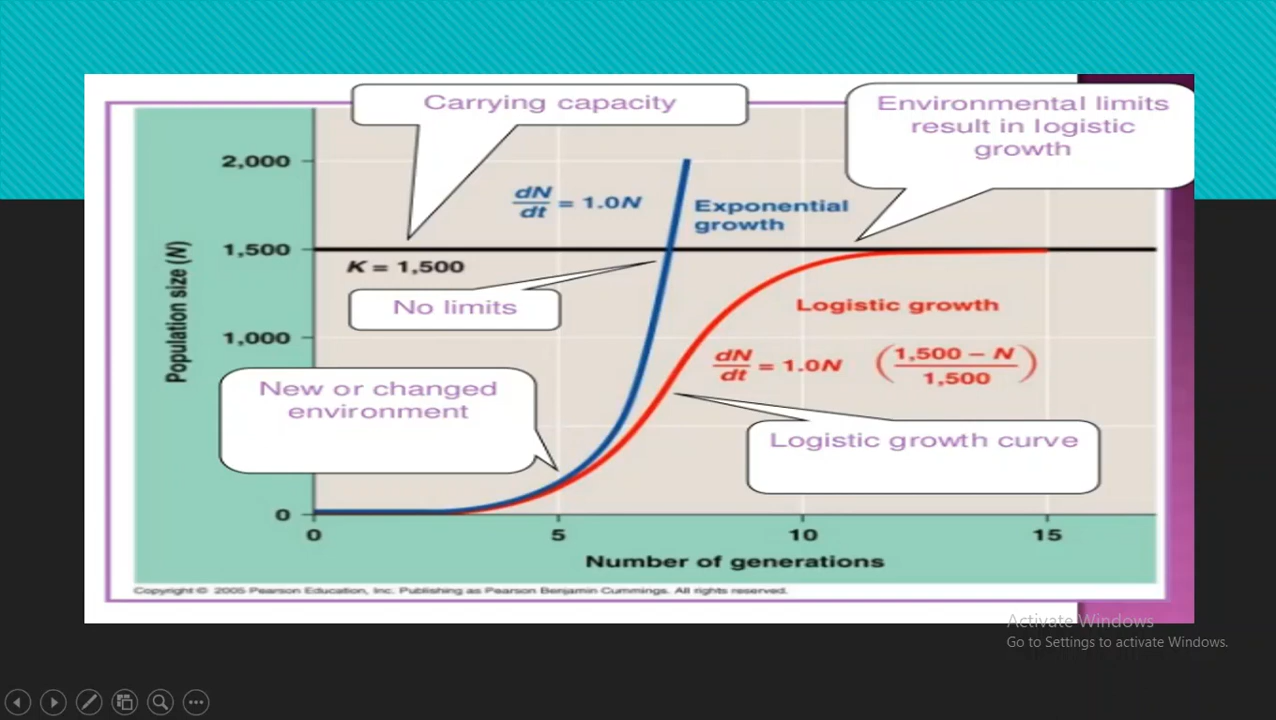 Carrying capacity
Environmental limits
result in logistic
growth
2,000
dN/dt = 1.0N
Exponential
growth
1,500
K = 1,500
No limits
Logistic growth
Population size (N)
1,000
dN/dt = 1.0N (1,500 – N / 1,500)
New or changed
environment
Logistic growth curve
0
0 5 10 15
Number of generations
Copyright © 2005 Pearson Education, Inc. Publishing as Pearson Benjamin Cummings. All rights reserved.
Activate Windows
Go to Settings to activate Windows.